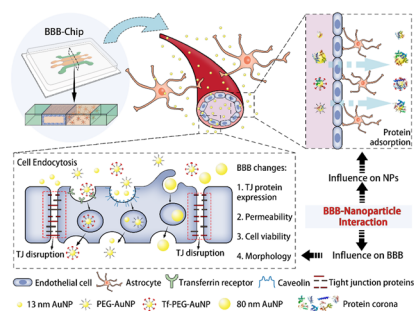 BBB-Chip
Protein
adsorption
Cell Endocytosis
BBB changes:
1. TJ protein
expression
2. Permeability
3. Cell viability
4. Morphology
TJ disruption
TJ disruption
Influence on NPs
BBB-Nanoparticle
Interaction
Influence on BBB
Endothelial cell
Astrocyte
Transferrin receptor
Caveolin
Tight junction proteins
13 nm AuNP
PEG-AuNP
Tf-PEG-AuNP
80 nm AuNP
Protein corona